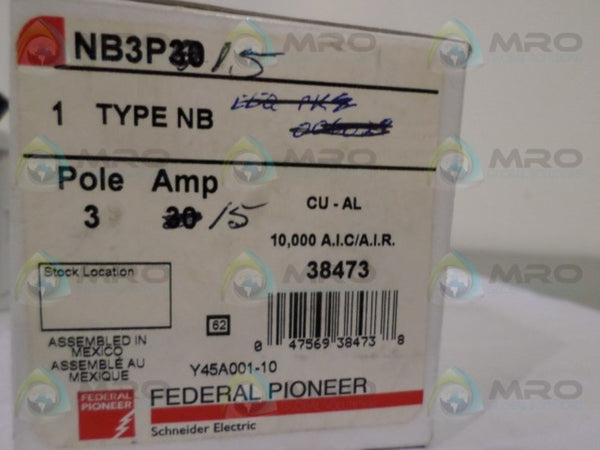 NB3P30 15
1 TYPE NB
Pole Amp
3 30 15
CU - AL
10,000 A.I.C/A.I.R.
38473
Stock Location
62
0 47569 38473 8
ASSEMBLED IN
MEXICO
ASSEMBLÉ AU
MEXIQUE
Y45A001-10
FEDERAL
PIONEER
FEDERAL PIONEER
Schneider Electric
MRO